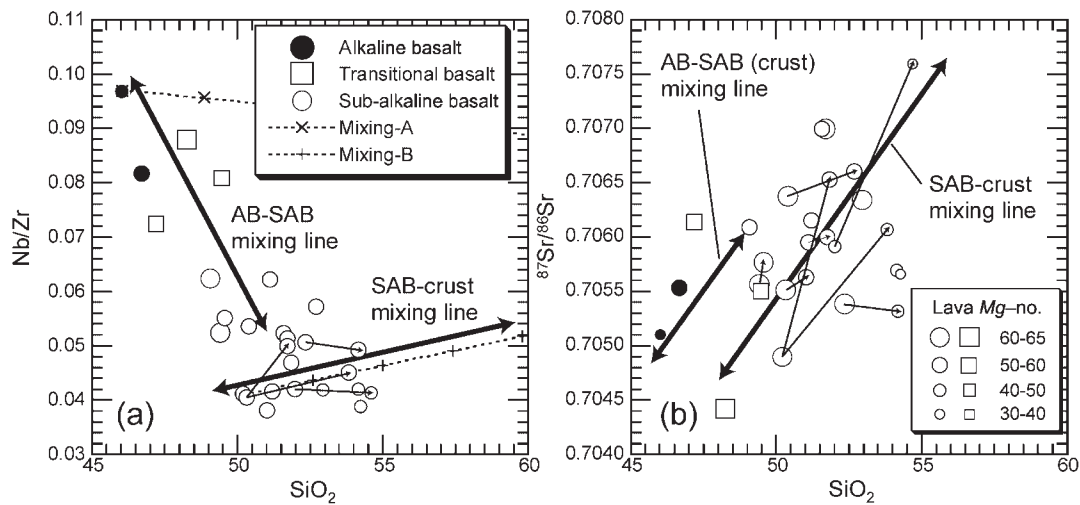 0.11
0.10
0.09
0.08
0.07
0.06
0.05
0.04
0.03
Nb/Zr
45
50
55
60
SiO₂
(a)
Alkaline basalt
Transitional basalt
Sub-alkaline basalt
Mixing-A
Mixing-B
AB-SAB
mixing line
SAB-crust
mixing line
0.7080
0.7075
0.7070
0.7065
0.7060
0.7055
0.7050
0.7045
0.7040
⁸⁷Sr/⁸⁶Sr
45
50
55
60
SiO₂
(b)
AB-SAB (crust)
mixing line
SAB-crust
mixing line
Lava Mg–no.
60-65
50-60
40-50
30-40